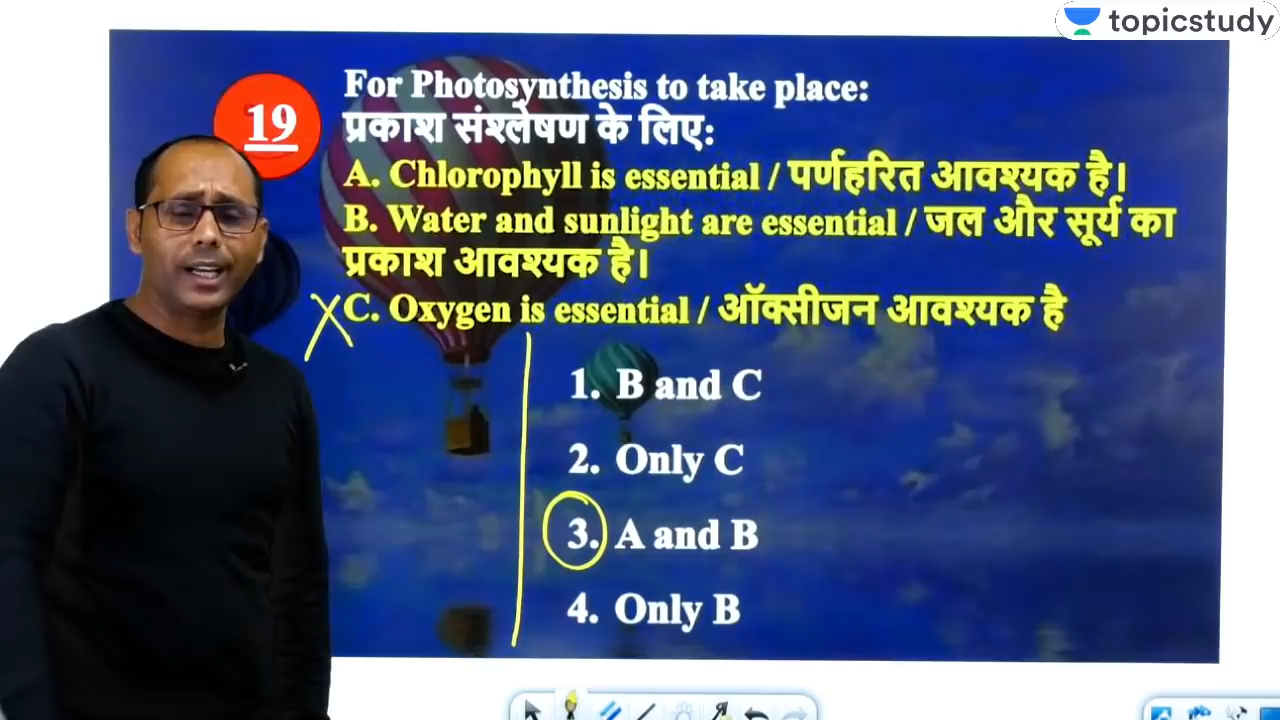 topicstudy
19
For Photosynthesis to take place:
प्रकाश संश्लेषण के लिए:
A. Chlorophyll is essential / पर्णहरित आवश्यक है।
B. Water and sunlight are essential / जल और सूर्य का
प्रकाश आवश्यक है।
X C. Oxygen is essential / ऑक्सीजन आवश्यक है
1. B and C
2. Only C
3. A and B
4. Only B